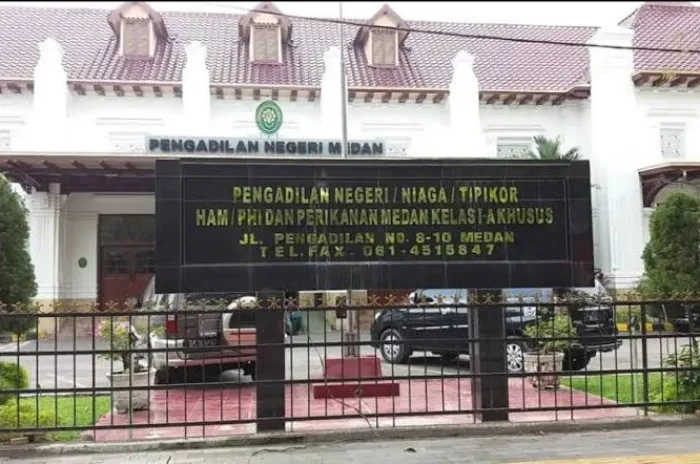 PENGADILAN NEGERI MEDAN
PENGADILAN NEGERI / NIAGA / TIPIKOR
HAM / PHI DAN PERIKANAN MEDAN KELAS I-A KHUSUS
JL. PENGADILAN NO. 8-10 MEDAN
TEL.FAX 061-4515847